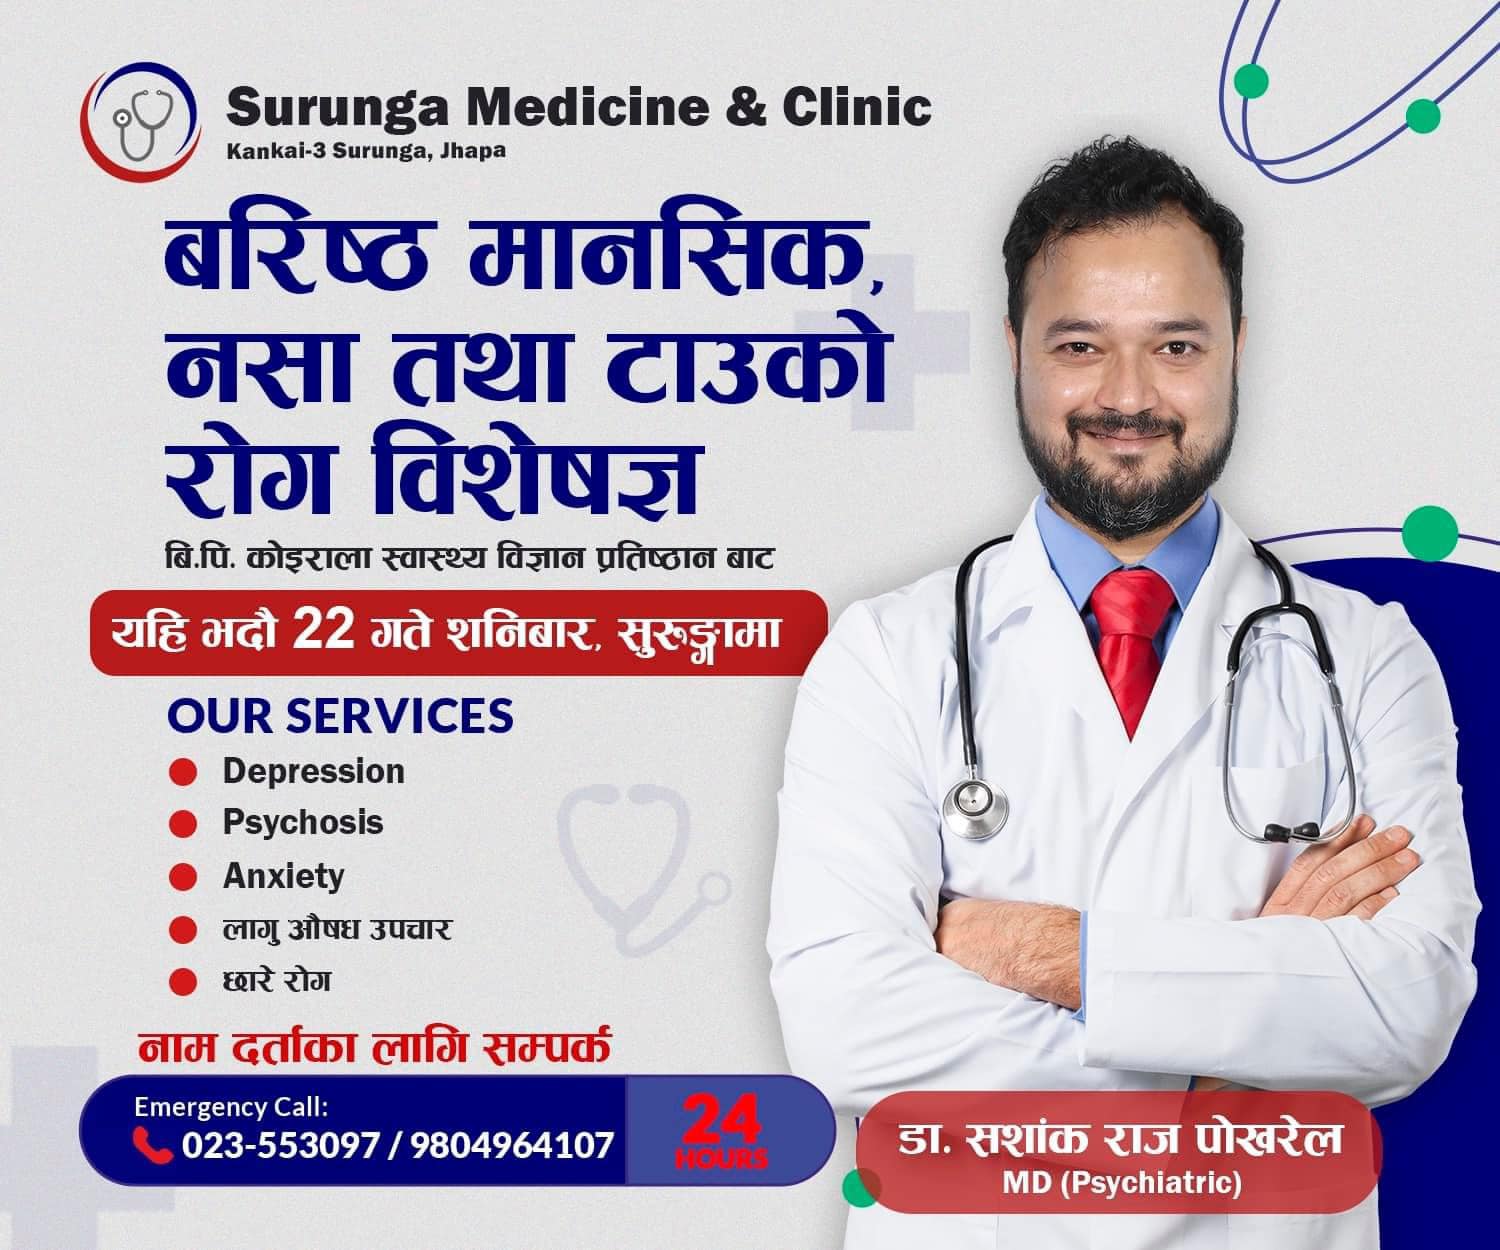 Surunga Medicine & Clinic
Kankai-3 Surunga, Jhapa
बरिष्ठ मानसिक,
नसा तथा टाउको
रोग विशेषज्ञ
बि.पि. कोइराला स्वास्थ्य विज्ञान प्रतिष्ठान बाट
यहि भदौ 22 गते शनिबार, सुरुङ्गामा
OUR SERVICES
Depression
Psychosis
Anxiety
लागु औषध उपचार
छारे रोग
नाम दर्ताका लागि सम्पर्क
Emergency Call:
023-553097 / 9804964107
24
HOURS
डा. सशांक राज पोखरेल
MD (Psychiatric)